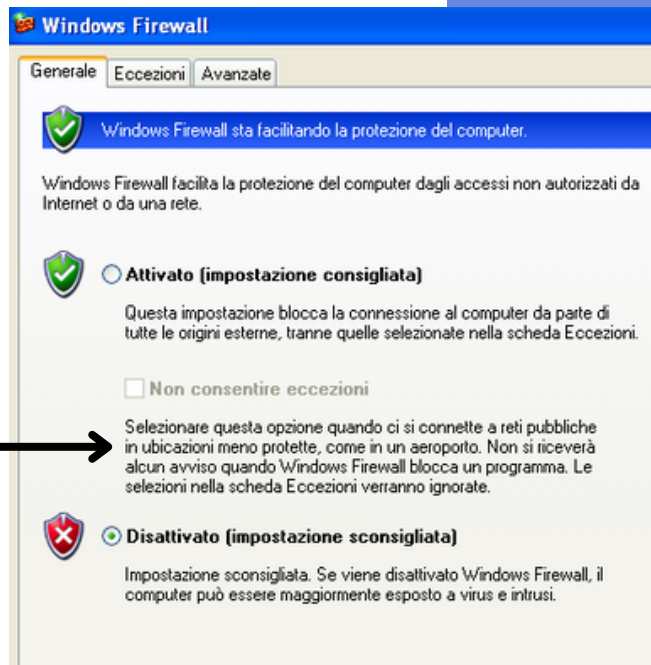 Windows Firewall
Generale Eccezioni Avanzate
Windows Firewall sta facilitando la protezione del computer.
Windows Firewall facilita la protezione del computer dagli accessi non autorizzati da
Internet o da una rete.
Attivato (impostazione consigliata)
Questa impostazione blocca la connessione al computer da parte di
tutte le origini esterne, tranne quelle selezionate nella scheda Eccezioni.
Non consentire eccezioni
Selezionare questa opzione quando ci si connette a reti pubbliche
in ubicazioni meno protette, come in un aeroporto. Non si riceverà
alcun avviso quando Windows Firewall blocca un programma. Le
selezioni nella scheda Eccezioni verranno ignorate.
Disattivato (impostazione sconsigliata)
Impostazione sconsigliata. Se viene disattivato Windows Firewall, il
computer può essere maggiormente esposto a virus e intrusi.